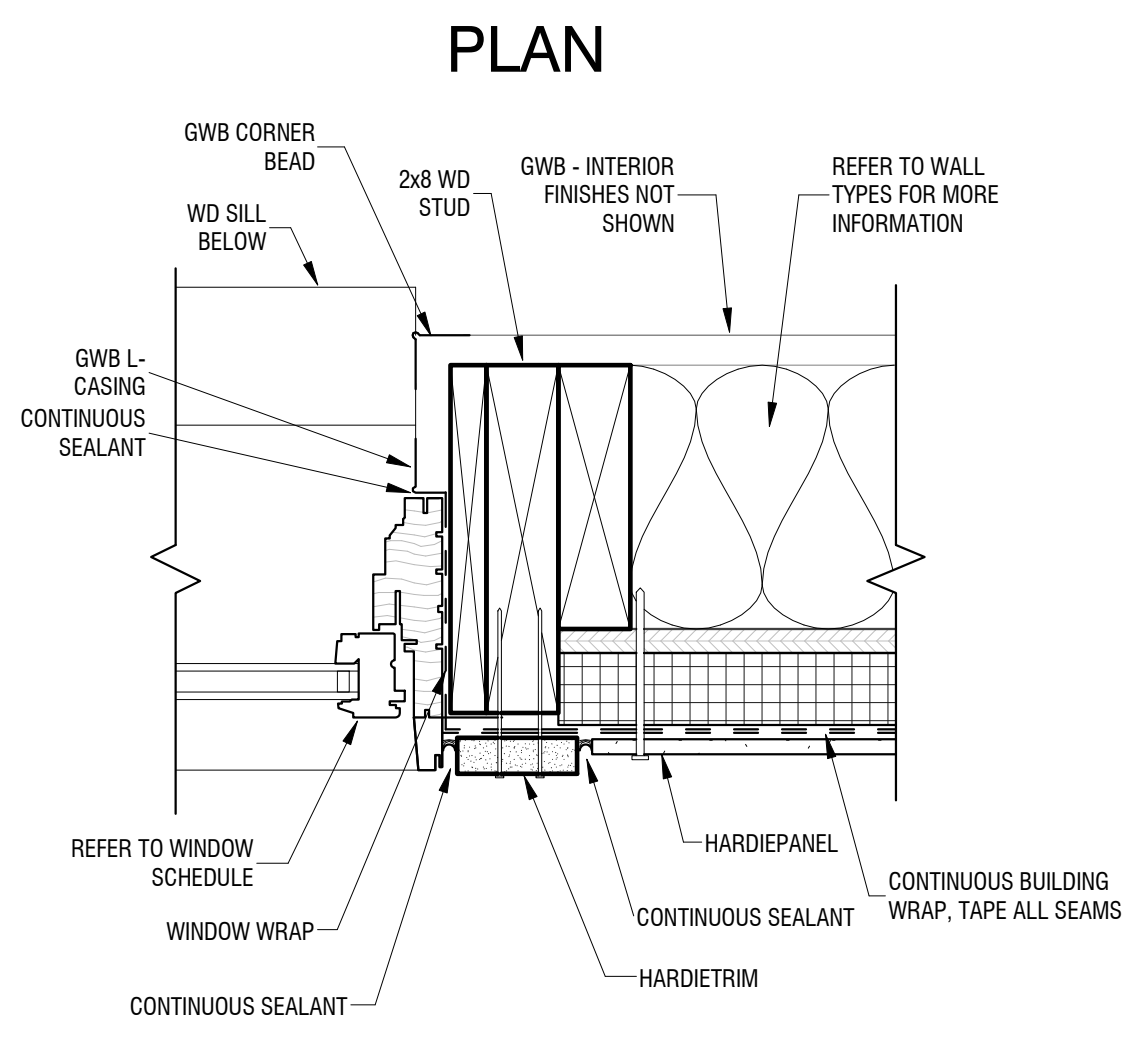 PLAN
GWB CORNER
BEAD
2x8 WD
STUD
GWB - INTERIOR
FINISHES NOT
SHOWN
REFER TO WALL
TYPES FOR MORE
INFORMATION
WD SILL
BELOW
GWB L-
CASING
CONTINUOUS
SEALANT
REFER TO WINDOW
SCHEDULE
WINDOW WRAP
CONTINUOUS SEALANT
HARDIEPANEL
CONTINUOUS BUILDING
WRAP, TAPE ALL SEAMS
CONTINUOUS SEALANT
HARDIETRIM